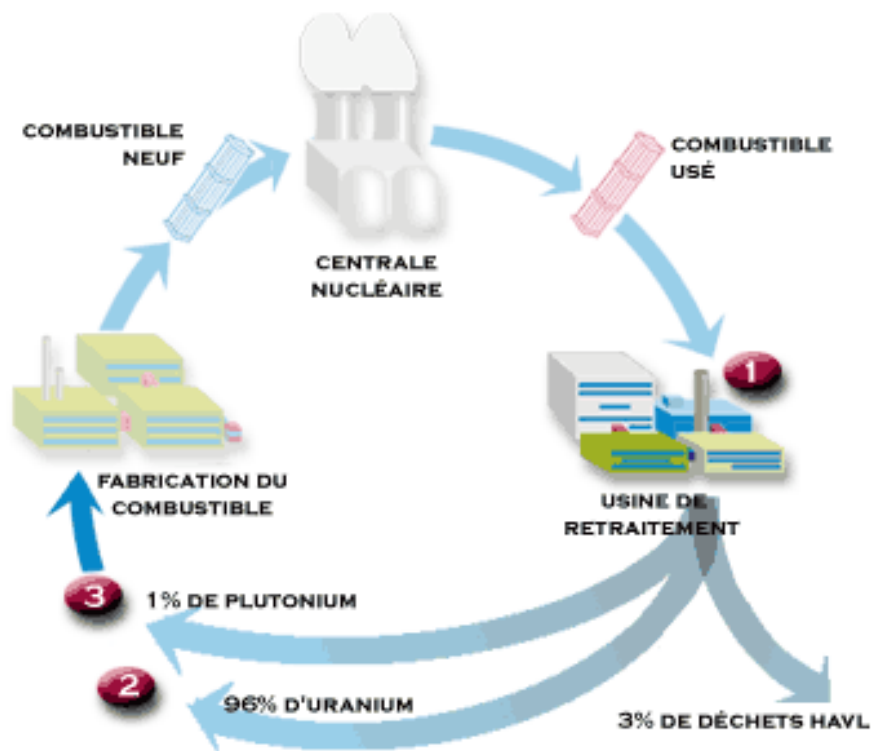 COMBUSTIBLE
NEUF
COMBUSTIBLE
USÉ
CENTRALE
NUCLÉAIRE
1
FABRICATION DU
COMBUSTIBLE
USINE DE
RETRAITEMENT
3
1% DE PLUTONIUM
2
96% D'URANIUM
3% DE DÉCHETS HAVL